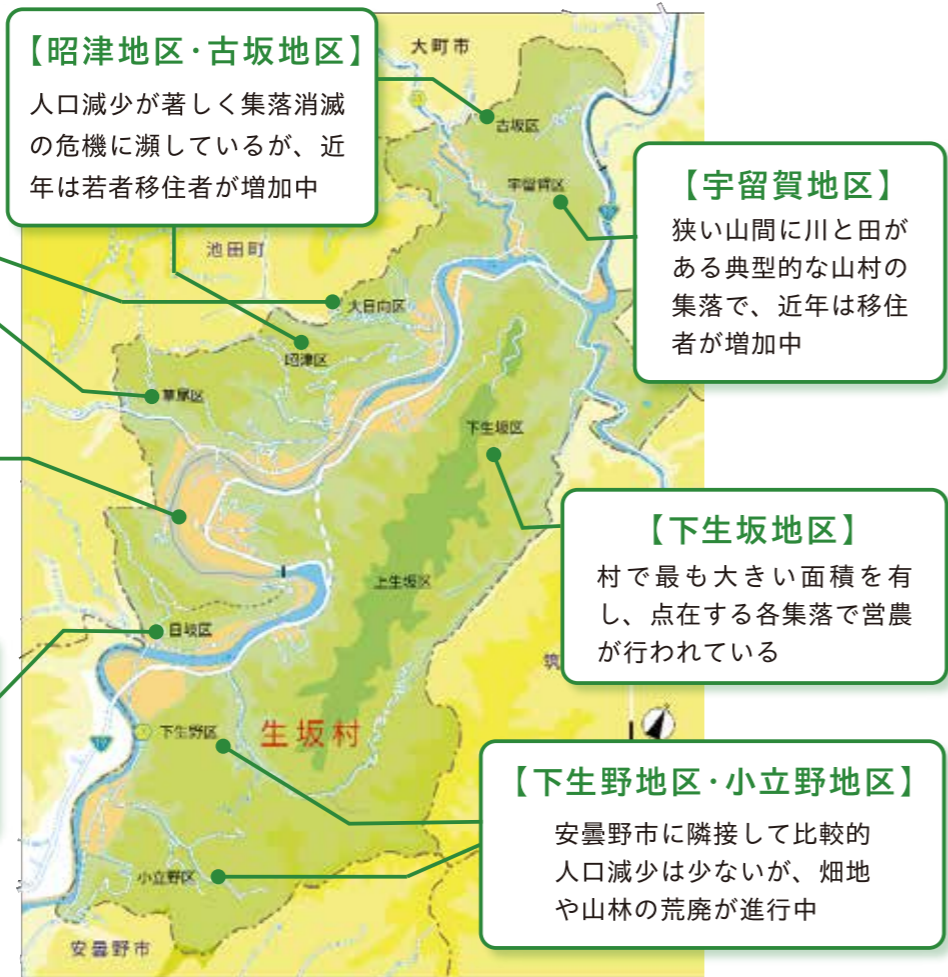 【昭津地区・古坂地区】
人口減少が著しく集落消滅
の危機に瀕しているが、近
年は若者移住者が増加中
大町市
古坂区
宇留賀区
【宇留賀地区】
狭い山間に川と田が
ある典型的な山村の
集落で、近年は移住
者が増加中
池田町
大日向区
昭津区
草尾区
下生坂区
【下生坂地区】
村で最も大きい面積を有
し、点在する各集落で営農
が行われている
上生坂区
日岐区
筑
下生野区
生坂村
【下生野地区・小立野地区】
安曇野市に隣接して比較的
人口減少は少ないが、畑地
や山林の荒廃が進行中
小立野区
安曇野市